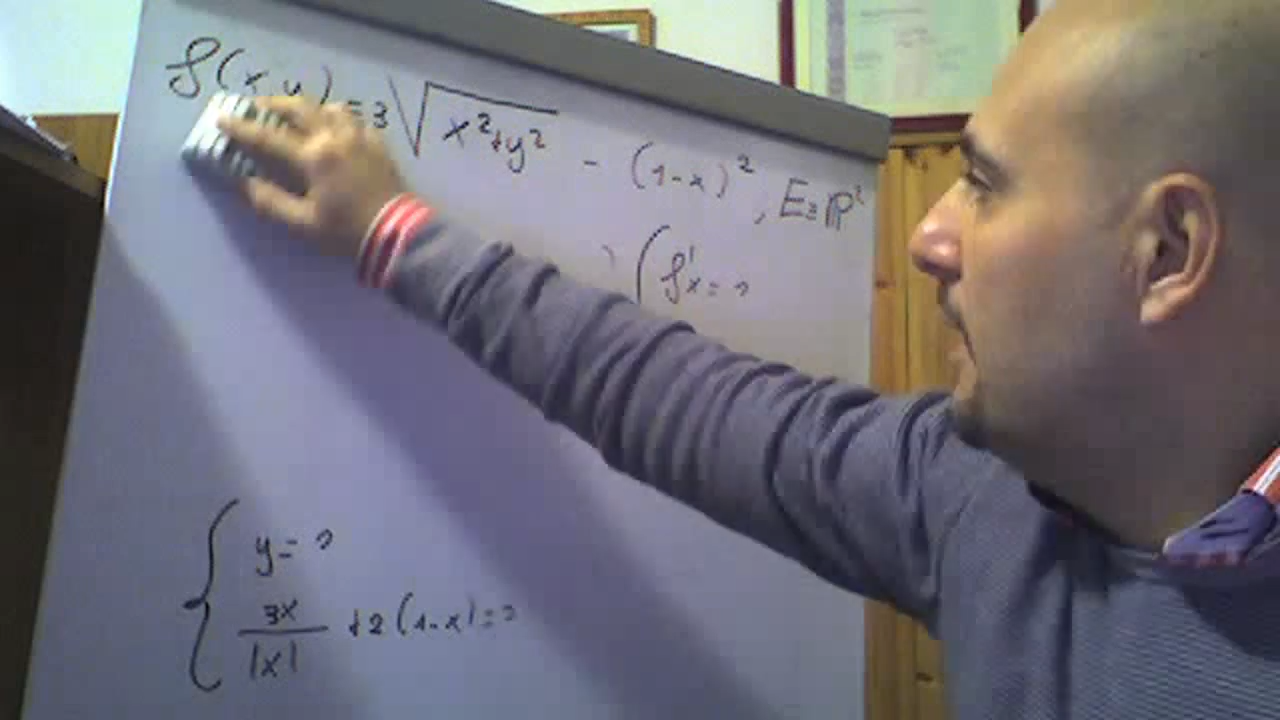 f(x,y) = 3√(x²+y²) - (1-x)², E≡R²
f'x = 0
y = 0
3x/|x| + 2(1-x) = 0